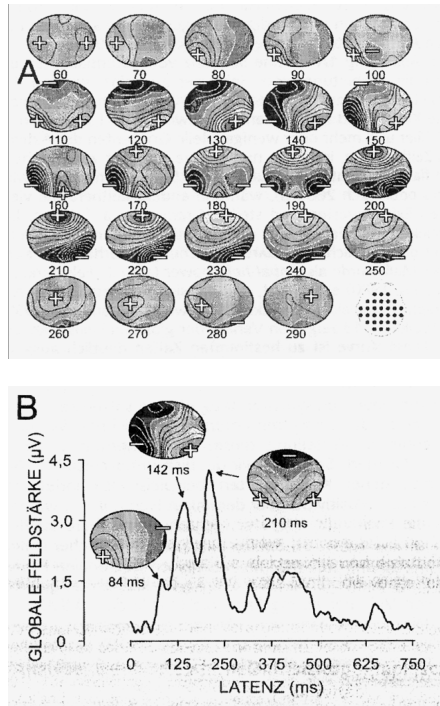 A
60 70 80 90 100
110 120 130 140 150
160 170 180 190 200
210 220 230 240 250
260 270 280 290
B
GLOBALE FELDSTÄRKE (µV)
4,5
3.0
1.5
0
142 ms
210 ms
84 ms
0 125 250 375 500 625 750
LATENZ (ms)